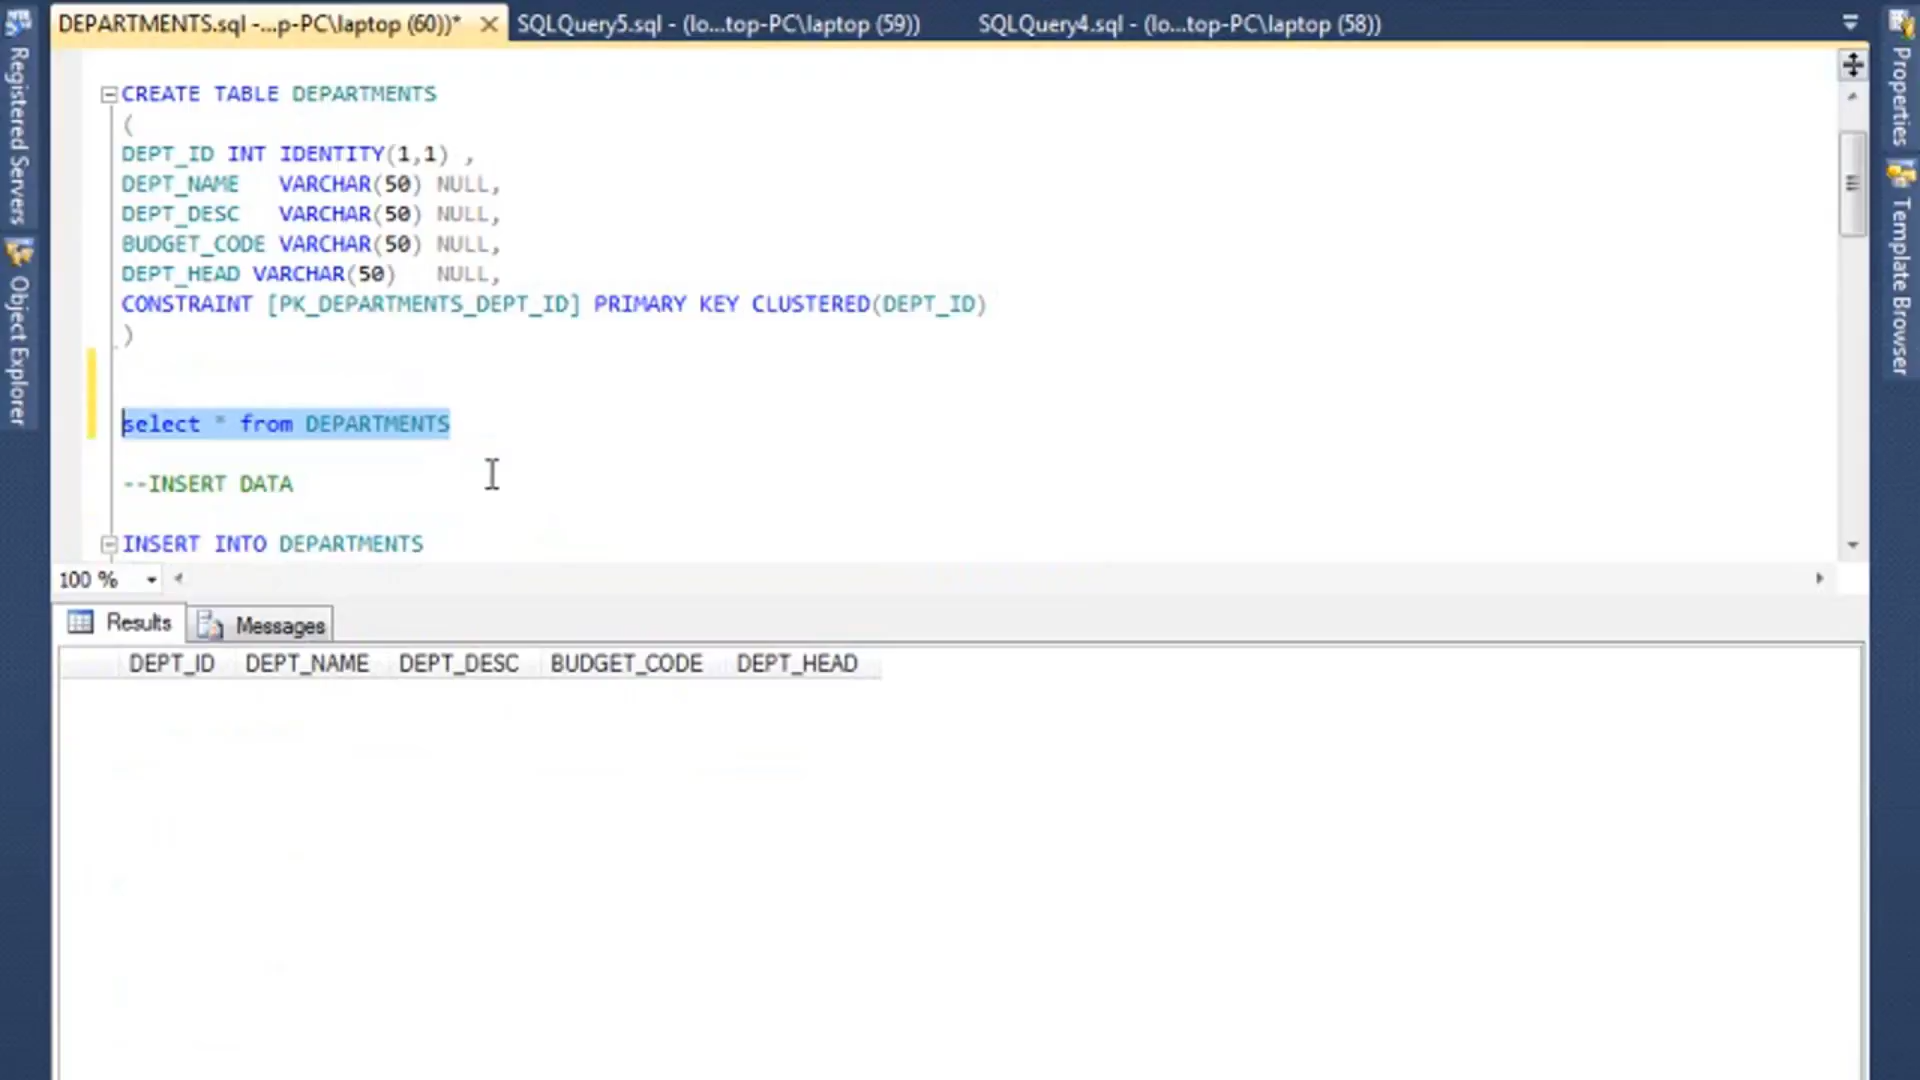 DEPARTMENTS.sql -...p-PC\laptop (60))* SQLQuery5.sql - (lo...top-PC\laptop (59)) SQLQuery4.sql - (lo...top-PC\laptop (58))
Registered Servers
Object Explorer
CREATE TABLE DEPARTMENTS
(
DEPT_ID INT IDENTITY(1,1) ,
DEPT_NAME VARCHAR(50) NULL,
DEPT_DESC VARCHAR(50) NULL,
BUDGET_CODE VARCHAR(50) NULL,
DEPT_HEAD VARCHAR(50) NULL,
CONSTRAINT [PK_DEPARTMENTS_DEPT_ID] PRIMARY KEY CLUSTERED(DEPT_ID)
)
select * from DEPARTMENTS
--INSERT DATA
INSERT INTO DEPARTMENTS
100 %
Results Messages
DEPT_ID DEPT_NAME DEPT_DESC BUDGET_CODE DEPT_HEAD
Properties
Template Browser